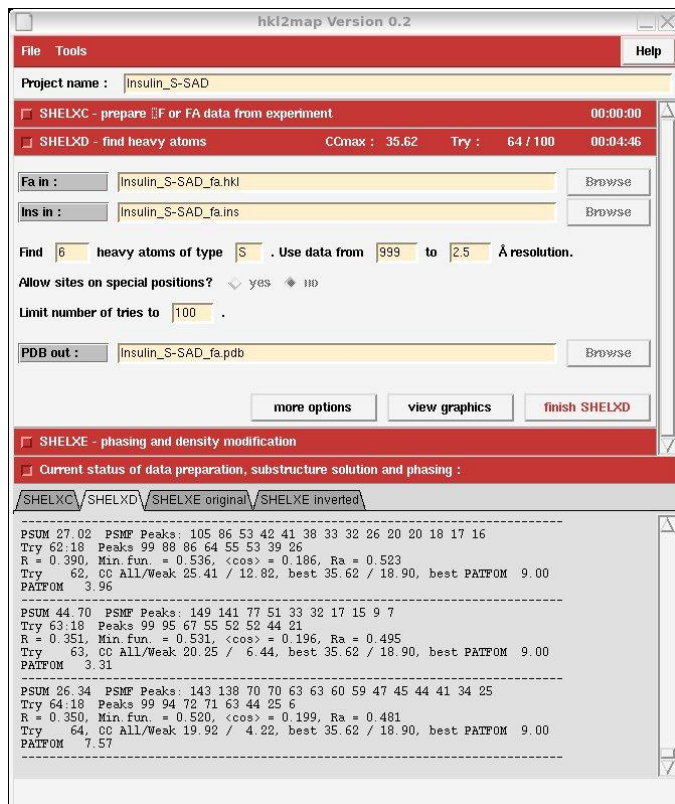 hkl2map Version 0.2
File Tools Help
Project name : Insulin_S-SAD
SHELXC - prepare F or FA data from experiment 00:00:00
SHELXD - find heavy atoms CCmax : 35.62 Try : 64 / 100 00:04:46
Fa in : Insulin_S-SAD_fa.hkl Browse
Ins in : Insulin_S-SAD_fa.ins Browse
Find 6 heavy atoms of type S . Use data from 999 to 2.5 Å resolution.
Allow sites on special positions? yes no
Limit number of tries to 100 .
PDB out : Insulin_S-SAD_fa.pdb Browse
more options view graphics finish SHELXD
SHELXE - phasing and density modification
Current status of data preparation, substructure solution and phasing :
SHELXC SHELXD SHELXE original SHELXE inverted
PSUM 27.02 PSMF Peaks: 105 86 53 42 41 38 33 32 26 20 20 18 17 16
Try 62:18 Peaks 99 88 86 64 55 53 39 26
R = 0.390, Min.fun. = 0.536, <cos> = 0.186, Ra = 0.523
Try 62, CC All/Weak 25.41 / 12.82, best 35.62 / 18.90, best PATFOM 9.00
PATFOM 3.96
PSUM 44.70 PSMF Peaks: 149 141 77 51 33 32 17 15 9 7
Try 63:18 Peaks 99 95 67 55 52 52 44 21
R = 0.351, Min.fun. = 0.531, <cos> = 0.196, Ra = 0.495
Try 63, CC All/Weak 20.25 / 6.44, best 35.62 / 18.90, best PATFOM 9.00
PATFOM 3.31
PSUM 26.34 PSMF Peaks: 143 138 70 70 63 63 60 59 47 45 44 41 34 25
Try 64:18 Peaks 99 94 72 71 63 44 25 6
R = 0.350, Min.fun. = 0.520, <cos> = 0.199, Ra = 0.481
Try 64, CC All/Weak 19.92 / 4.22, best 35.62 / 18.90, best PATFOM 9.00
PATFOM 7.57